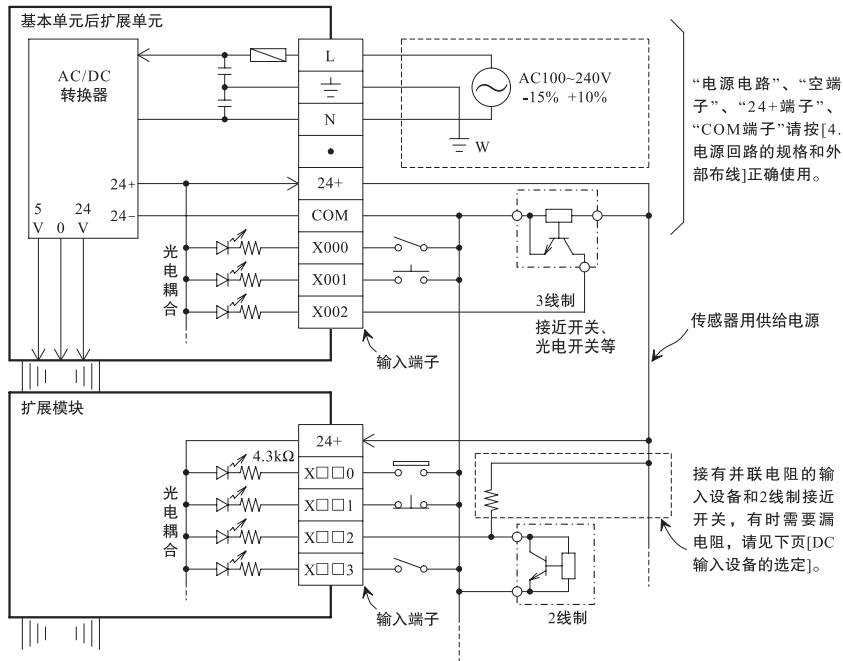 基本单元后扩展单元
AC/DC
转换器
L
N
•
24+
COM
X000
X001
X002
24+
24−
5
V
0
24
V
光
电
耦
合
AC100~240V
-15% +10%
W
“电源电路”、“空端
子”、“24+端子”、
“COM端子”请按[4.
电源回路的规格和外
部布线]正确使用。
3线制
接近开关、
光电开关等
输入端子
传感器用供给电源
扩展模块
24+
4.3kΩ
X□□0
X□□1
X□□2
X□□3
光
电
耦
合
输入端子
2线制
接有并联电阻的输
入设备和2线制接近
开关，有时需要漏
电阻，请见下页[DC
输入设备的选定]。